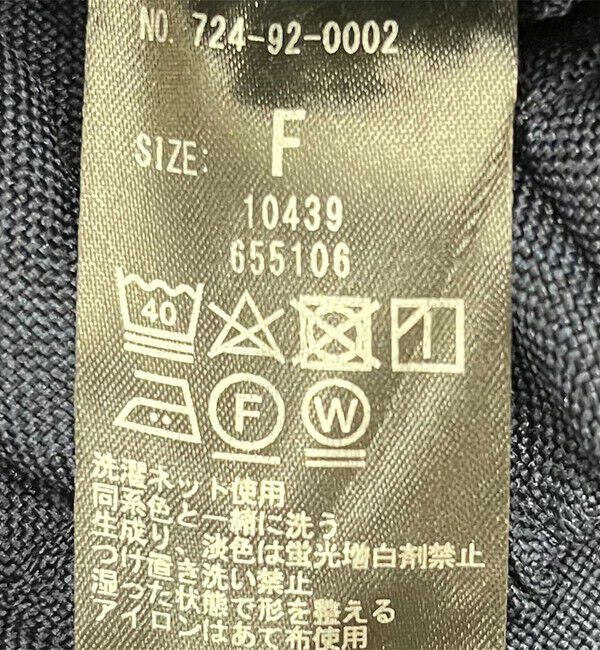 NO. 724-92-0002
SIZE: F
10439
655106
40
F W
洗濯ネット使用
同系色と一緒に洗う
生成り、淡色は蛍光増白剤禁止
つけ置き洗い禁止
湿った状態で形を整える
アイロンはあて布使用